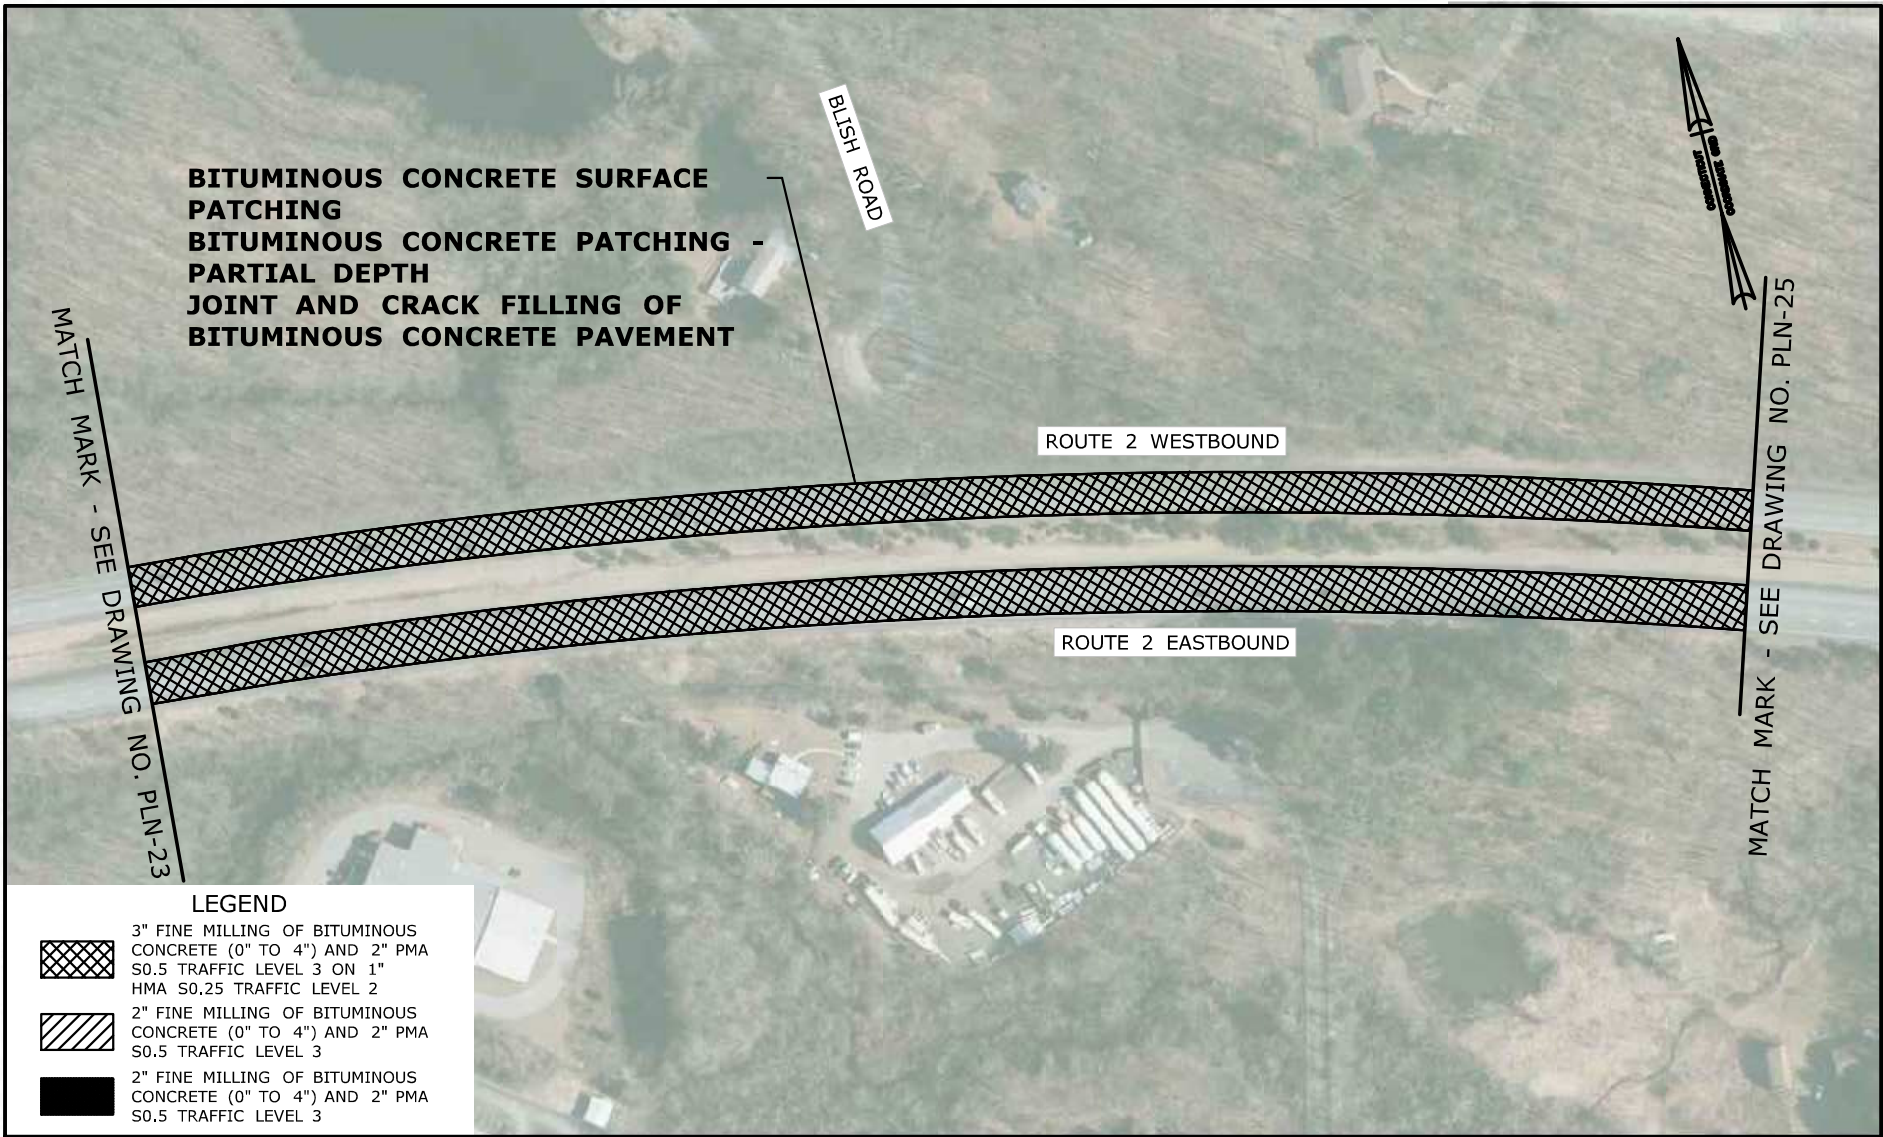 BITUMINOUS CONCRETE SURFACE
PATCHING
BITUMINOUS CONCRETE PATCHING -
PARTIAL DEPTH
JOINT AND CRACK FILLING OF
BITUMINOUS CONCRETE PAVEMENT
BLISH ROAD
CONNECTICUT
COORDINATE GRID
MATCH MARK - SEE DRAWING NO. PLN-23
ROUTE 2 WESTBOUND
ROUTE 2 EASTBOUND
MATCH MARK - SEE DRAWING NO. PLN-25
LEGEND
3" FINE MILLING OF BITUMINOUS
CONCRETE (0" TO 4") AND 2" PMA
S0.5 TRAFFIC LEVEL 3 ON 1"
HMA S0.25 TRAFFIC LEVEL 2
2" FINE MILLING OF BITUMINOUS
CONCRETE (0" TO 4") AND 2" PMA
S0.5 TRAFFIC LEVEL 3
2" FINE MILLING OF BITUMINOUS
CONCRETE (0" TO 4") AND 2" PMA
S0.5 TRAFFIC LEVEL 3